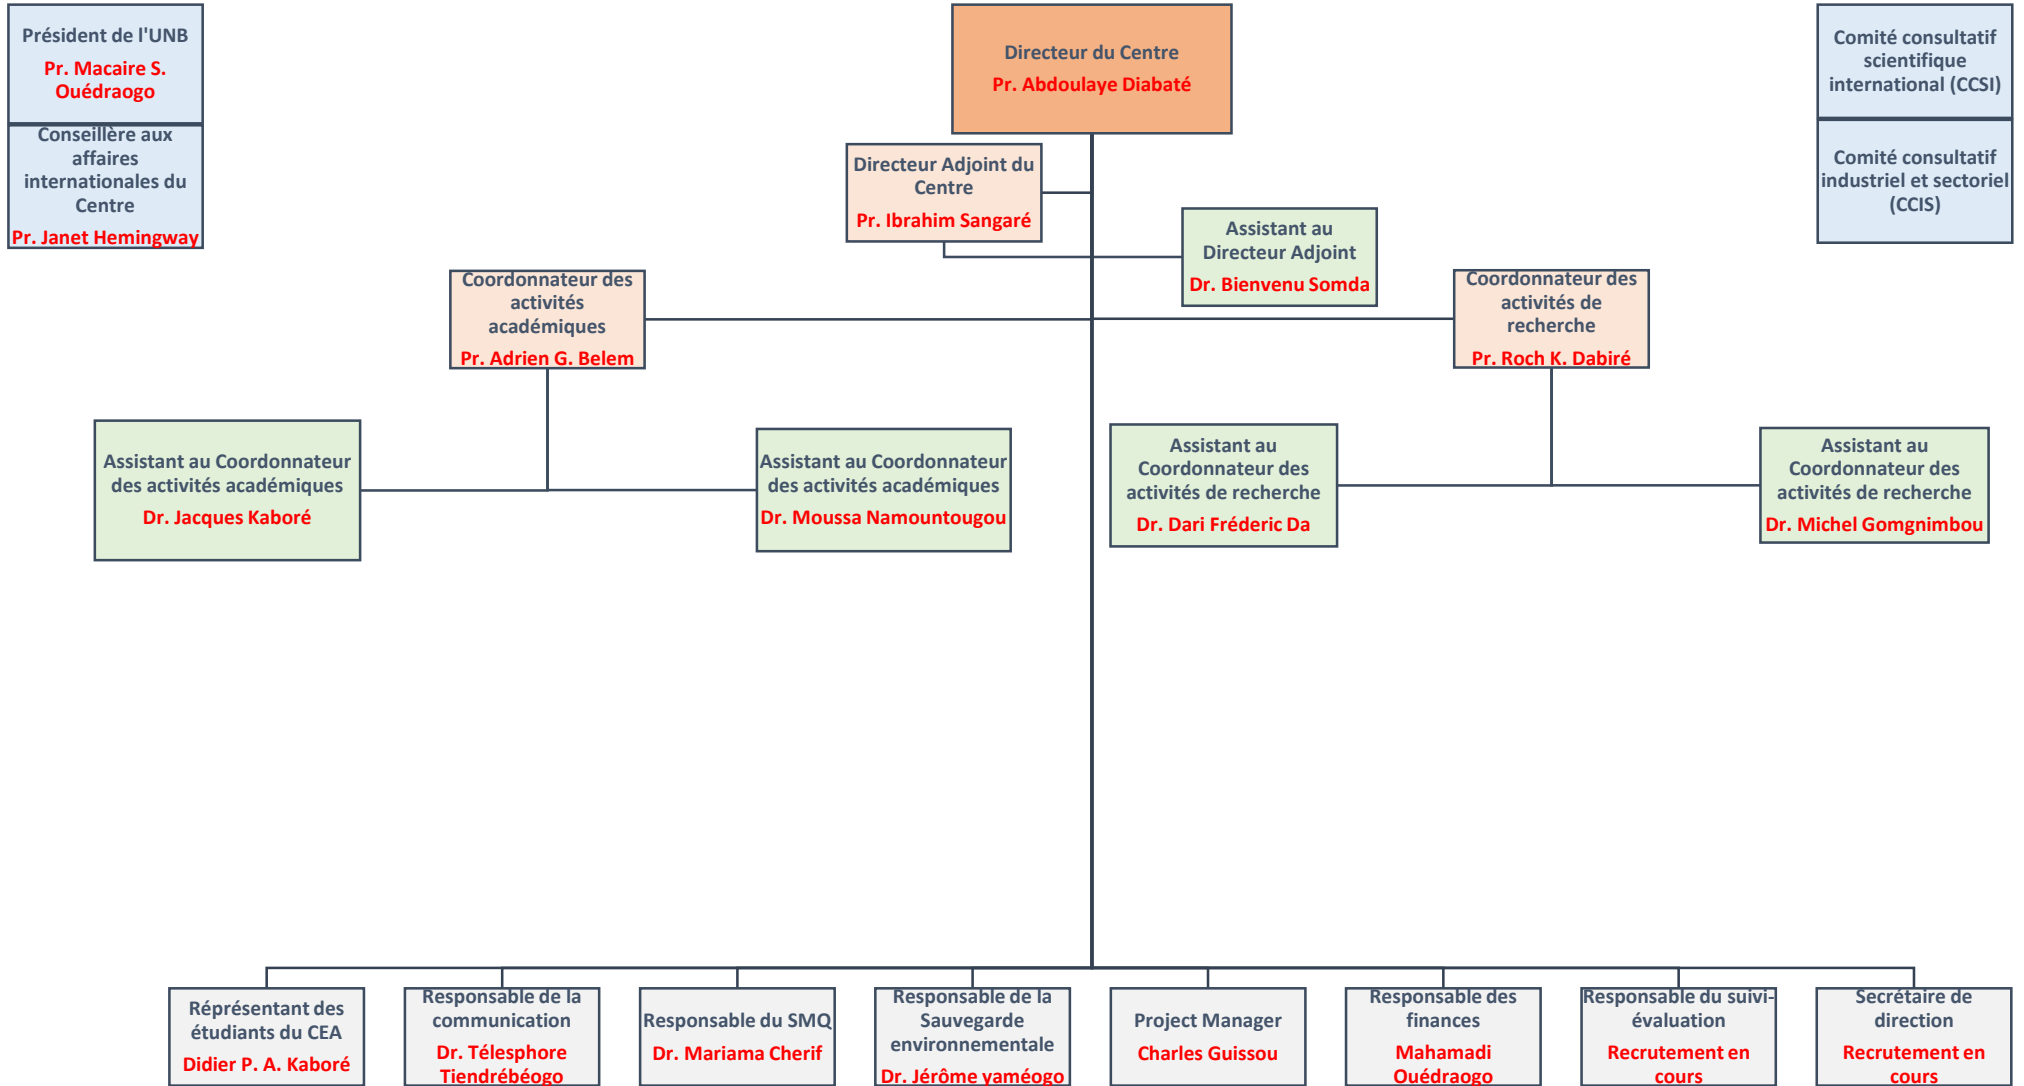 Président de l'UNB
Pr. Macaire S.
Ouédraogo
Conseillère aux
affaires
internationales du
Centre
Pr. Janet Hemingway
Directeur du Centre
Pr. Abdoulaye Diabaté
Comité consultatif
scientifique
international (CCSI)
Comité consultatif
industriel et sectoriel
(CCIS)
Directeur Adjoint du
Centre
Pr. Ibrahim Sangaré
Assistant au
Directeur Adjoint
Dr. Bienvenu Somda
Coordonnateur des
activités
académiques
Pr. Adrien G. Belem
Coordonnateur des
activités de
recherche
Pr. Roch K. Dabiré
Assistant au Coordonnateur
des activités académiques
Dr. Jacques Kaboré
Assistant au Coordonnateur
des activités académiques
Dr. Moussa Namountougou
Assistant au
Coordonnateur des
activités de recherche
Dr. Dari Fréderic Da
Assistant au
Coordonnateur des
activités de recherche
Dr. Michel Gomgnimbou
Réprésentant des
étudiants du CEA
Didier P. A. Kaboré
Responsable de la
communication
Dr. Télesphore
Tiendrébéogo
Responsable du SMQ
Dr. Mariama Cherif
Responsable de la
Sauvegarde
environnementale
Dr. Jérôme yaméogo
Project Manager
Charles Guissou
Responsable des
finances
Mahamadi
Ouédraogo
Responsable du suivi-
évaluation
Recrutement en
cours
Secrétaire de
direction
Recrutement en
cours